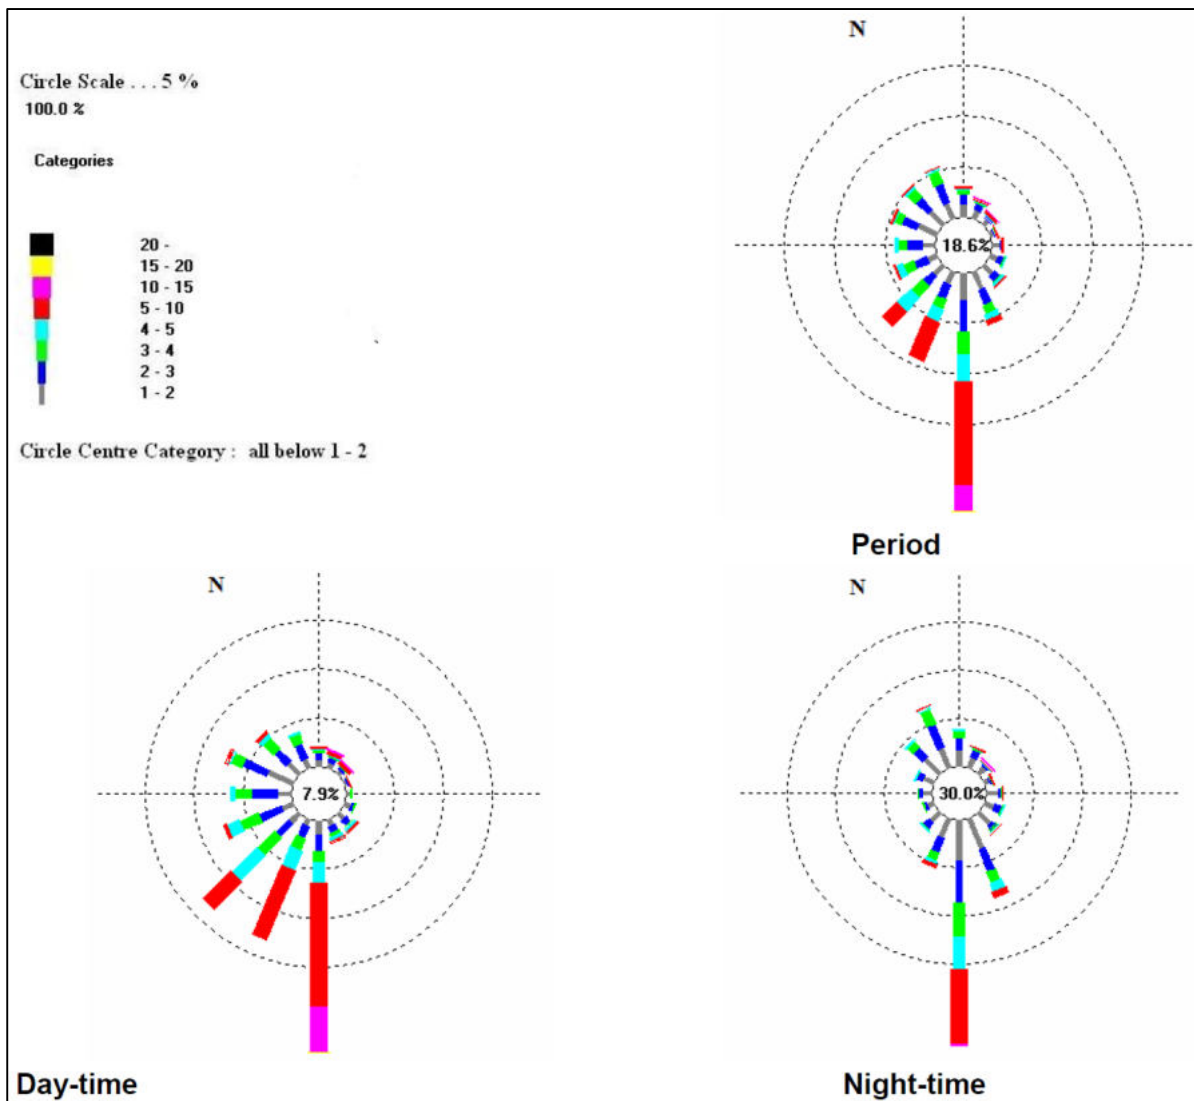 N
Circle Scale . . . 5 %
100.0 %
Categories
20 -
15 - 20
10 - 15
5 - 10
4 - 5
3 - 4
2 - 3
1 - 2
Circle Centre Category : all below 1 - 2
18.6%
Period
N
N
7.9%
30.0%
Day-time
Night-time